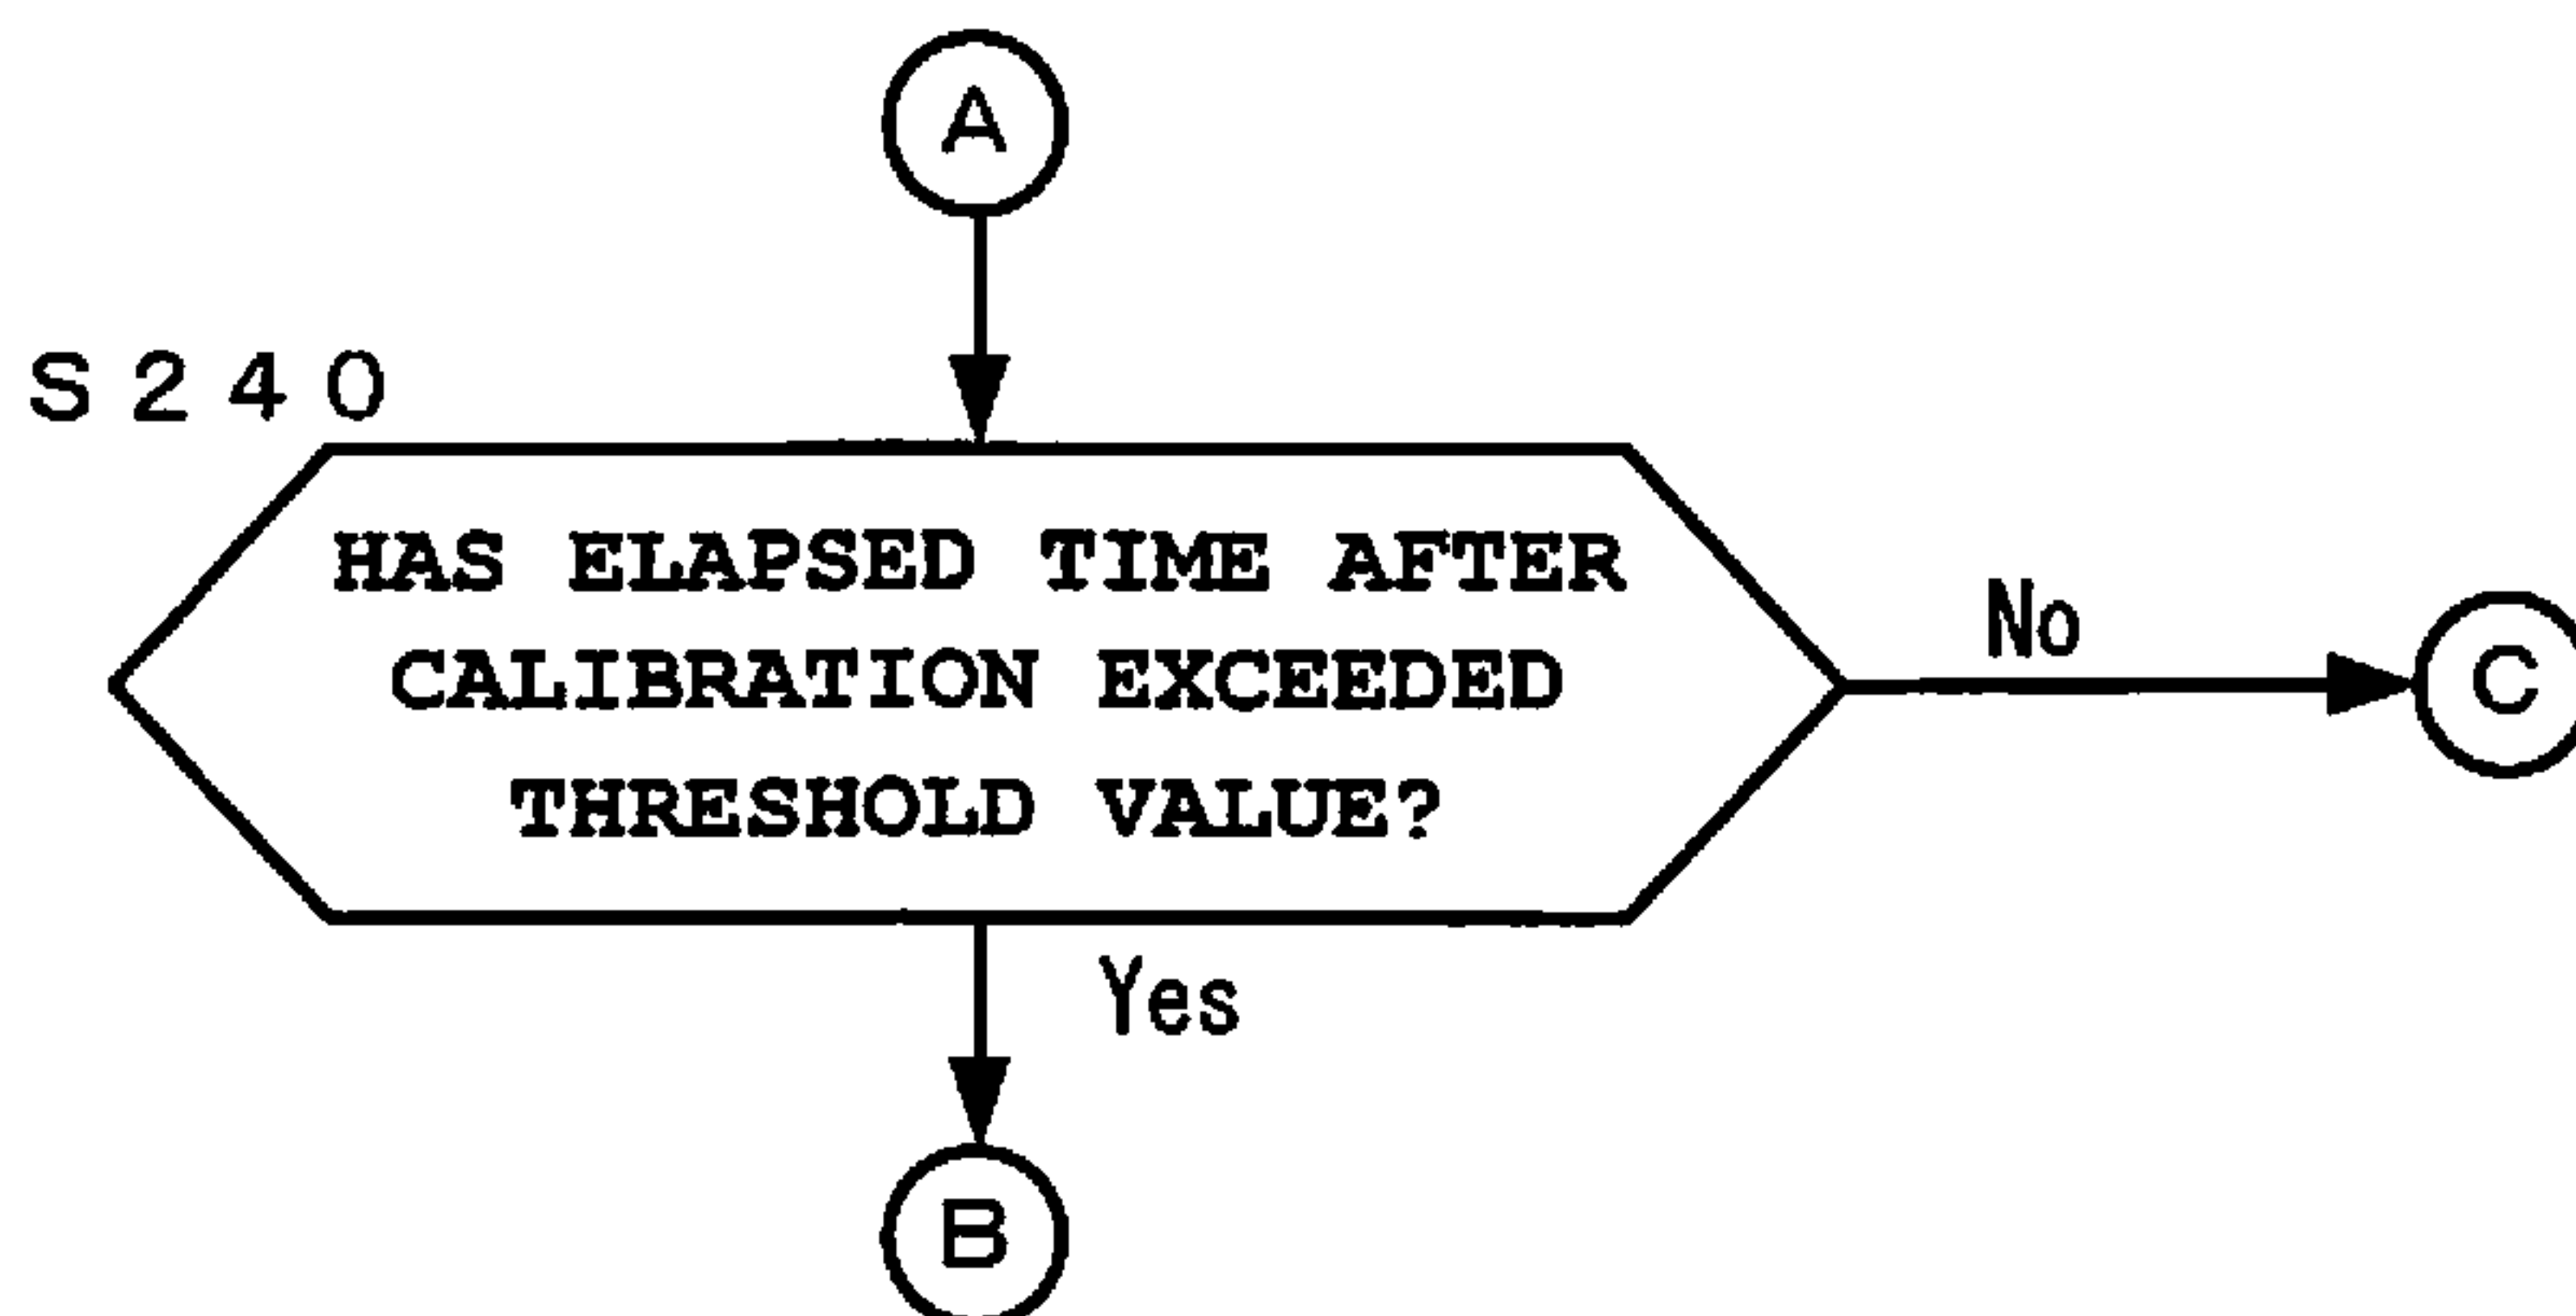 A
S240
HAS ELAPSED TIME AFTER
CALIBRATION EXCEEDED
THRESHOLD VALUE?
No
C
Yes
B